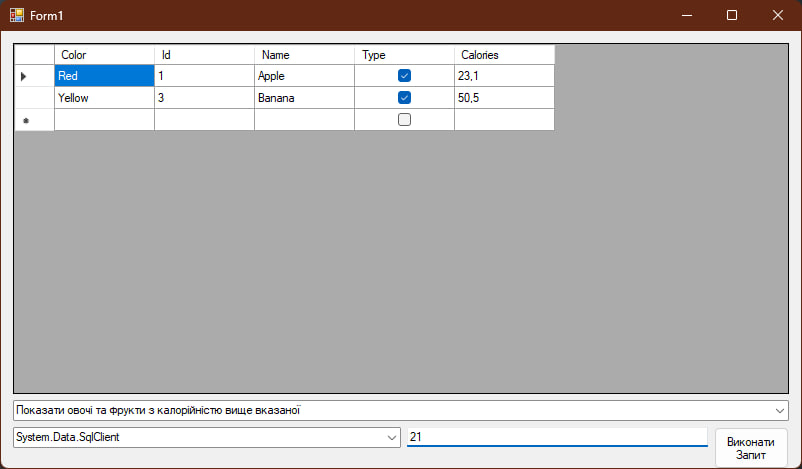 Form1
Color Id Name Type Calories
Red 1 Apple 23,1
Yellow 3 Banana 50,5
Показати овочі та фрукти з калорійністю вище вказаної
System.Data.SqlClient 21
Виконати
Запит